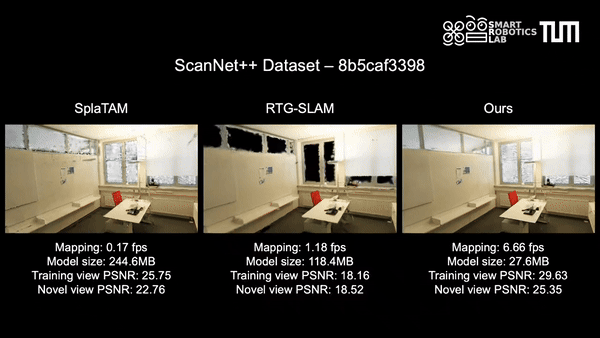 SMART
ROBOTICS
LAB
TUM
ScanNet++ Dataset – 8b5caf3398
SplaTAM
RTG-SLAM
Ours
Mapping: 0.17 fps
Model size: 244.6MB
Training view PSNR: 25.75
Novel view PSNR: 22.76
Mapping: 1.18 fps
Model size: 118.4MB
Training view PSNR: 18.16
Novel view PSNR: 18.52
Mapping: 6.66 fps
Model size: 27.6MB
Training view PSNR: 29.63
Novel view PSNR: 25.35